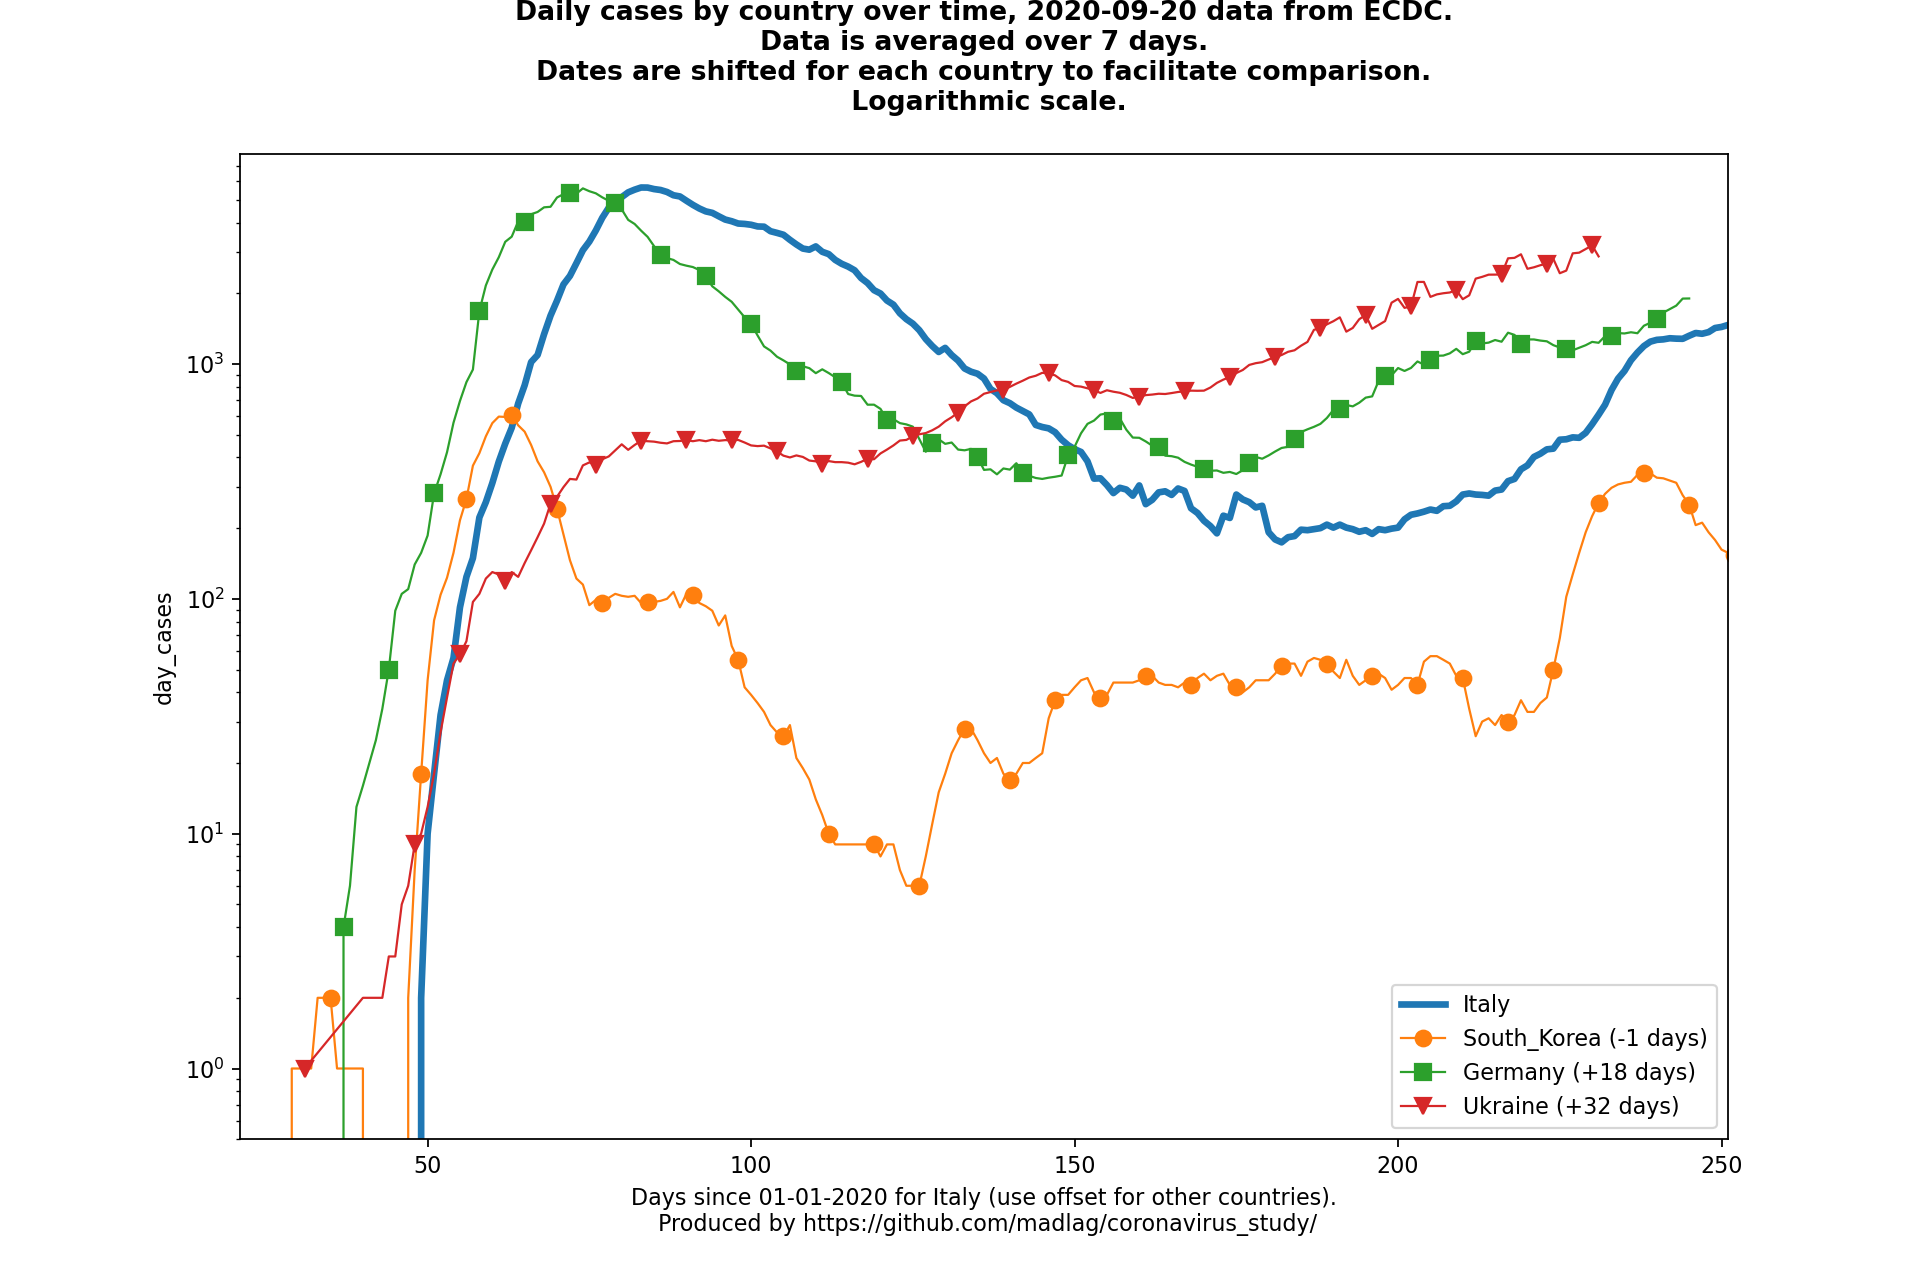 Daily cases by country over time, 2020-09-20 data from ECDC.
Data is averaged over 7 days.
Dates are shifted for each country to facilitate comparison.
Logarithmic scale.
10³
10²
10¹
10⁰
day_cases
50
100
150
200
250
Italy
South_Korea (-1 days)
Germany (+18 days)
Ukraine (+32 days)
Days since 01-01-2020 for Italy (use offset for other countries).
Produced by https://github.com/madlag/coronavirus_study/